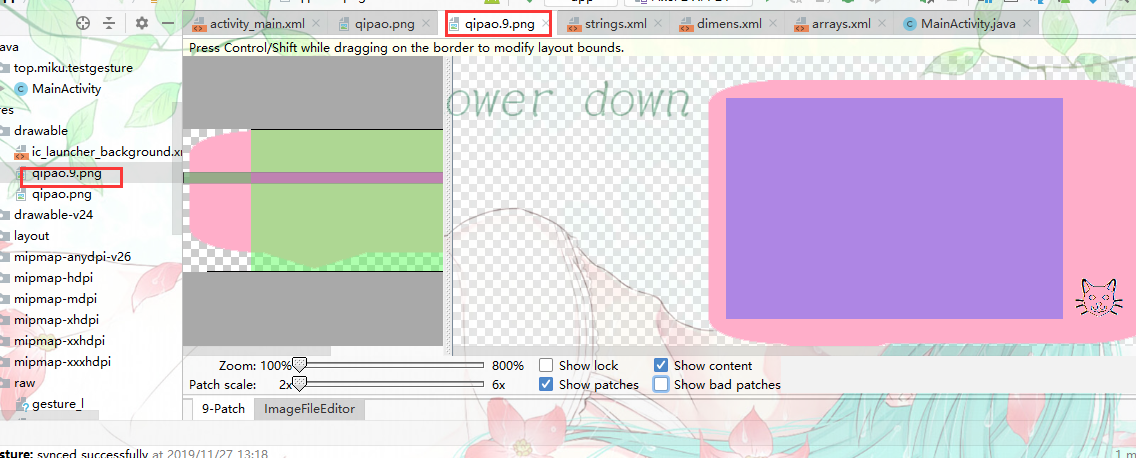 app
activity_main.xml qipao.png qipao.9.png strings.xml dimens.xml arrays.xml MainActivity.java
Press Control/Shift while dragging on the border to modify layout bounds.
ava
top.miku.testgesture
MainActivity
res
drawable
ic_launcher_background.x
qipao.9.png
qipao.png
drawable-v24
layout
mipmap-anydpi-v26
mipmap-hdpi
mipmap-mdpi
mipmap-xhdpi
mipmap-xxhdpi
mipmap-xxxhdpi
raw
gesture_l
ower down
Zoom: 100% 800% Show lock Show content
Patch scale: 2x 6x Show patches Show bad patches
9-Patch ImageFileEditor
sture: synced successfully at 2019/11/27 13:18
1 m